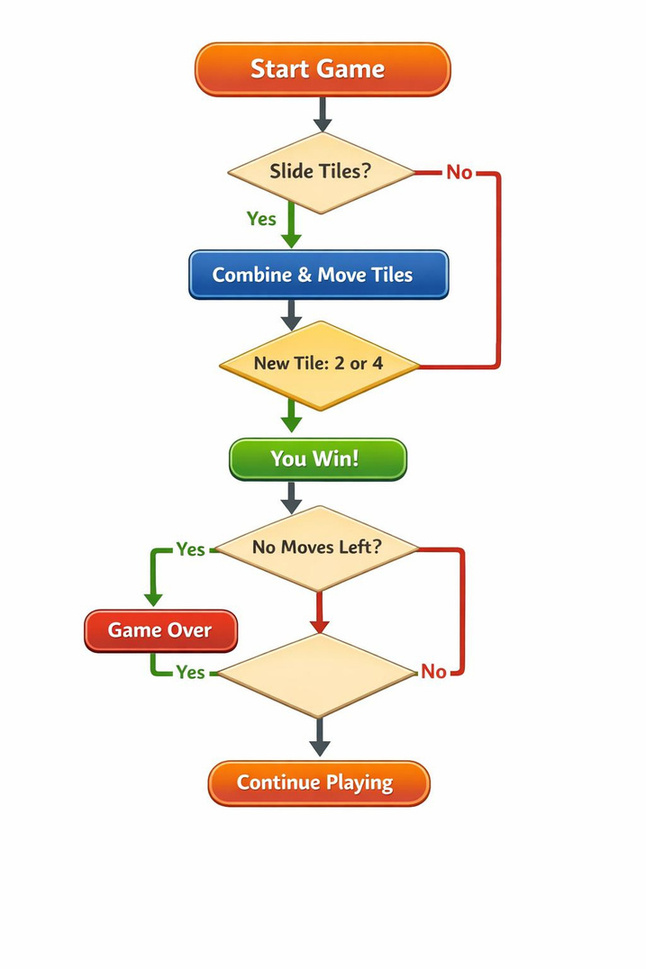 Start Game
Slide Tiles?
No
Yes
Combine & Move Tiles
New Tile: 2 or 4
You Win!
Yes
No Moves Left?
Game Over
Yes
No
Continue Playing